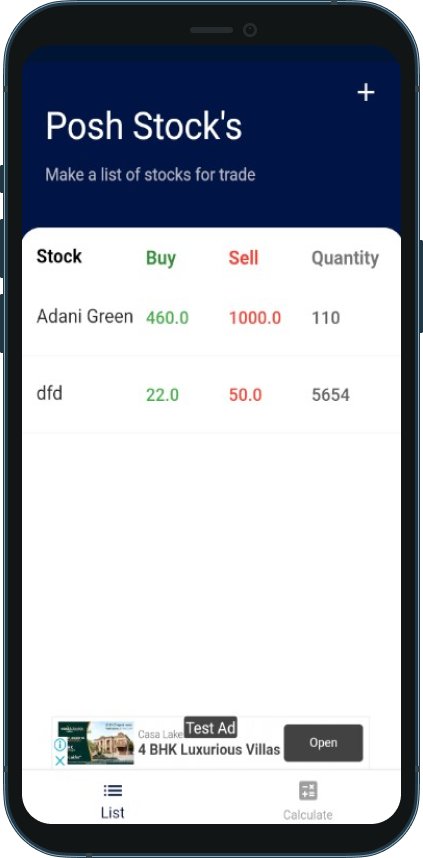 +
Posh Stock's
Make a list of stocks for trade
Stock Buy Sell Quantity
Adani Green 460.0 1000.0 110
dfd 22.0 50.0 5654
Test Ad
Casa Lake
4 BHK Luxurious Villas
Open
List Calculate